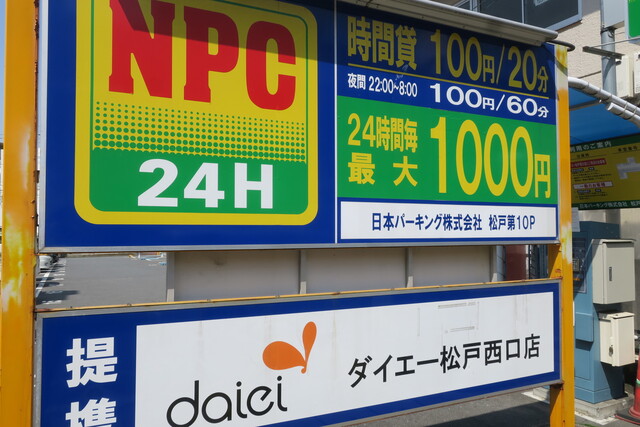 NPC
24H
時間貸 100円/20分
夜間 22:00~8:00 100円/60分
24時間毎
最大 1000円
日本パーキング株式会社 松戸第10P
提携
daiei
ダイエー松戸西口店